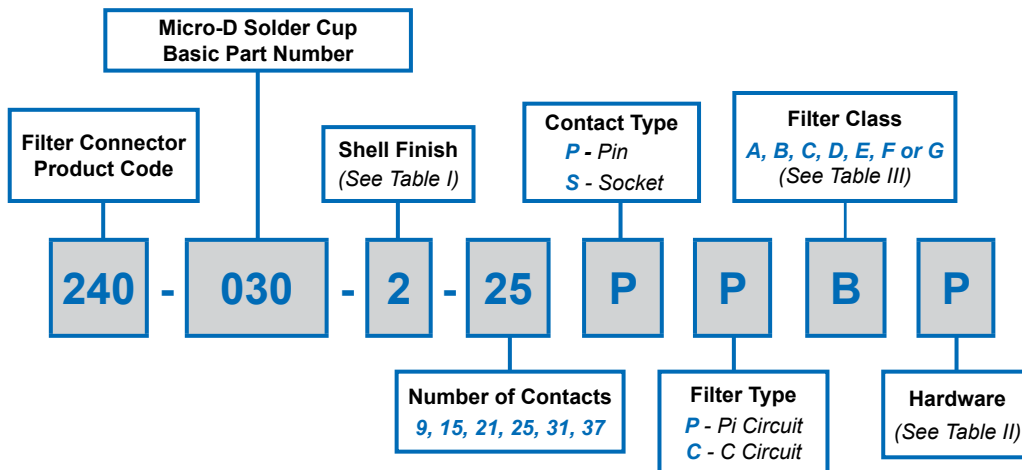 Micro-D Solder Cup
Basic Part Number
Filter Connector
Product Code
Shell Finish
(See Table I)
Contact Type
P - Pin
S - Socket
Filter Class
A, B, C, D, E, F or G
(See Table III)
240 - 030 - 2 - 25 P P B P
Number of Contacts
9, 15, 21, 25, 31, 37
Filter Type
P - Pi Circuit
C - C Circuit
Hardware
(See Table II)